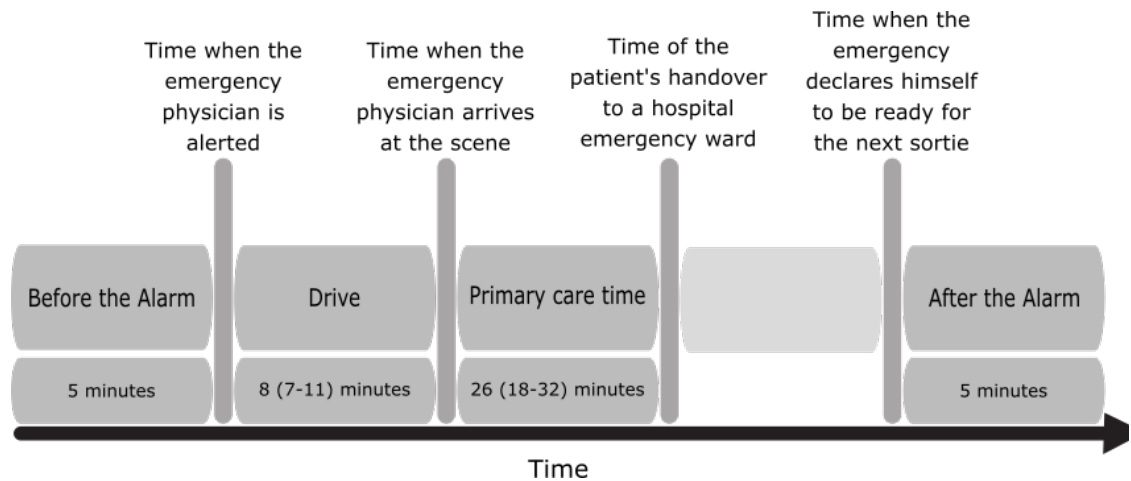 Time when the
emergency
physician is
alerted
Time when the
emergency
physician arrives
at the scene
Time of the
patient's handover
to a hospital
emergency ward
Time when the
emergency
declares himself
to be ready for
the next sortie
Before the Alarm
Drive
Primary care time
After the Alarm
5 minutes
8 (7-11) minutes
26 (18-32) minutes
5 minutes
Time